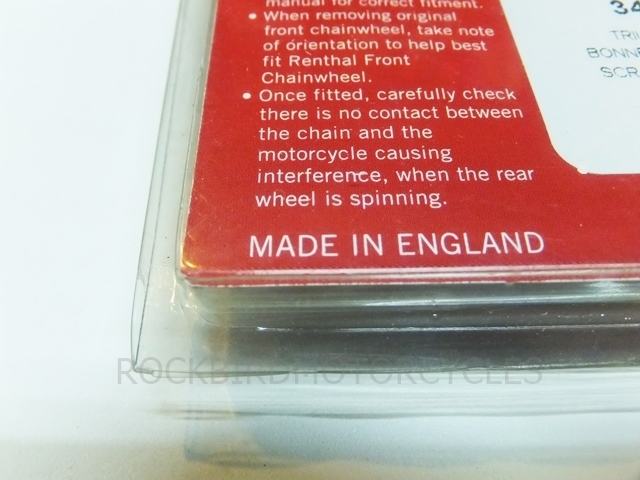 manual for correct fitment.
• When removing original
front chainwheel, take note
of orientation to help best
fit Renthal Front
Chainwheel.
• Once fitted, carefully check
there is no contact between
the chain and the
motorcycle causing
interference, when the rear
wheel is spinning.
MADE IN ENGLAND
ROCKBIRDMOTORCYCLES